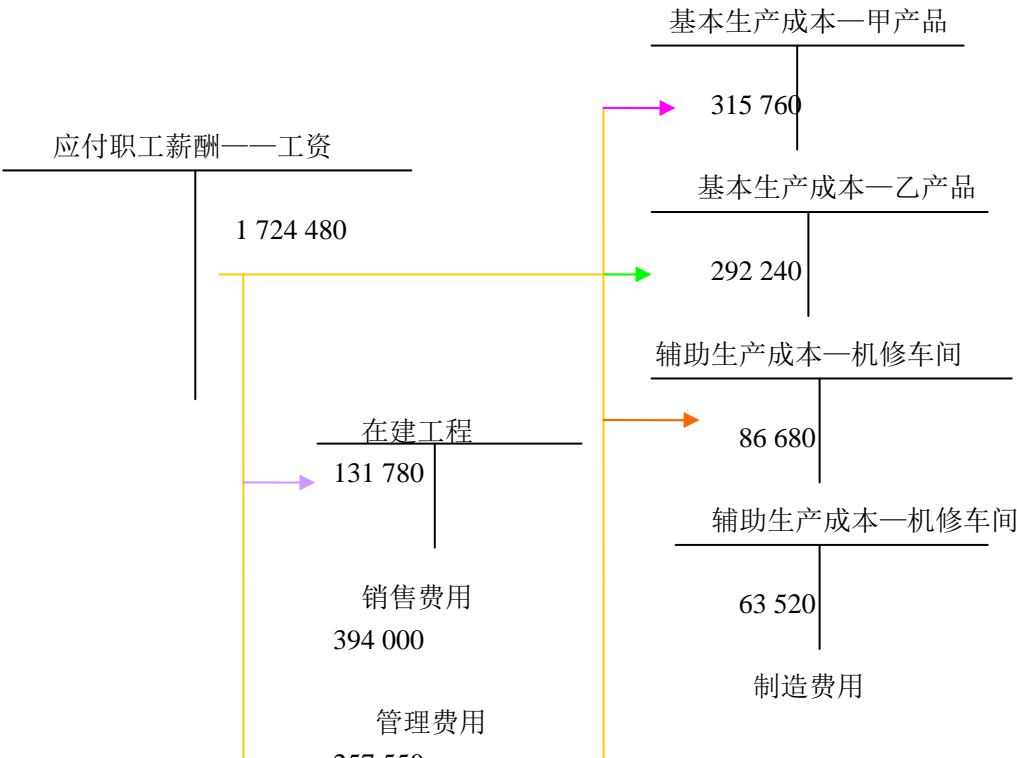 基本生产成本—甲产品
315 760
应付职工薪酬——工资
基本生产成本—乙产品
1 724 480
292 240
辅助生产成本—机修车间
在建工程
86 680
131 780
辅助生产成本—机修车间
销售费用
63 520
394 000
制造费用
管理费用